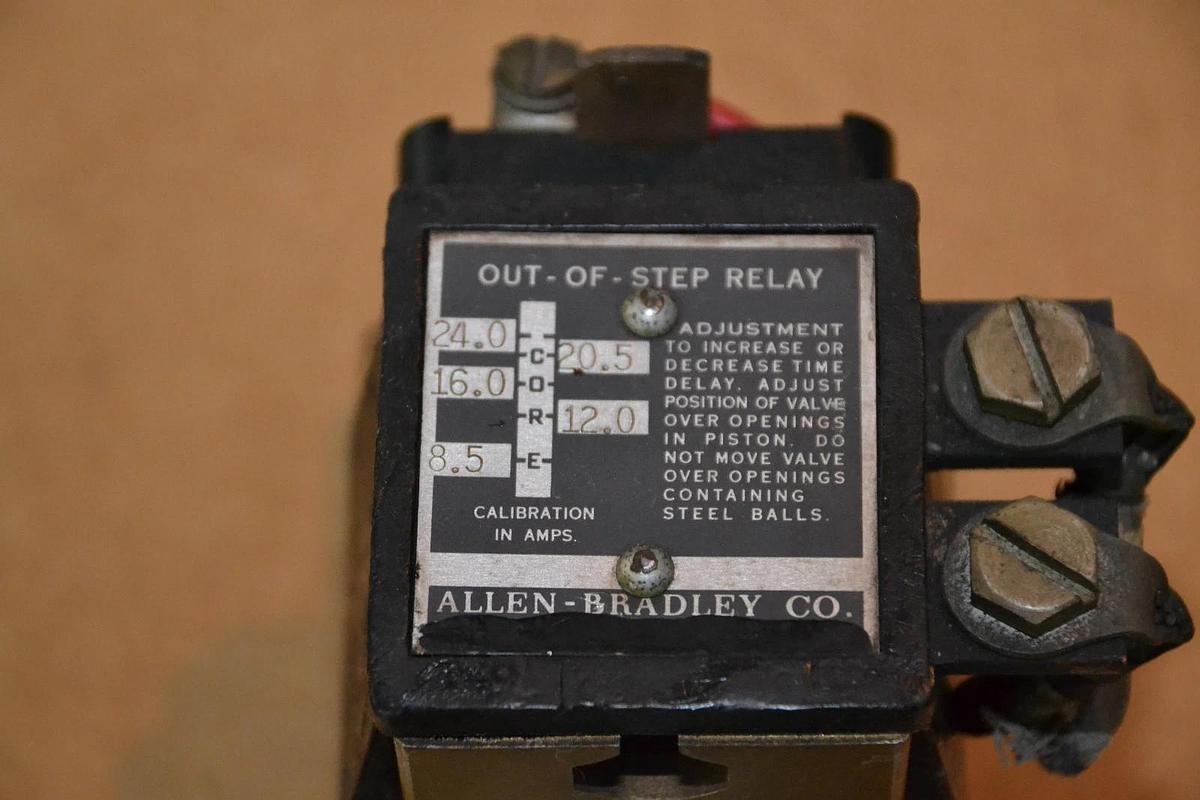 OUT-OF-STEP RELAY
24.0
20.5
16.0
12.0
8.5
CORE
CALIBRATION
IN AMPS.
ADJUSTMENT
TO INCREASE OR
DECREASE TIME
DELAY, ADJUST
POSITION OF VALVE
OVER OPENINGS
IN PISTON. DO
NOT MOVE VALVE
OVER OPENINGS
CONTAINING
STEEL BALLS.
ALLEN-BRADLEY CO.